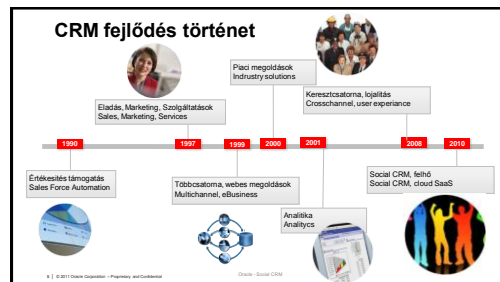 CRM fejlődés történet
Piaci megoldások
Indrustry solutions
Eladás, Marketing, Szolgáltatások
Sales, Marketing, Services
Keresztcsatorna, lojalitás
Crosschannel, user experiance
1990
1997
1999
2000
2001
2008
2010
Értékesítés támogatás
Sales Force Automation
Többcsatorna, webes megoldások
Multichannel, eBusiness
Analitika
Analitycs
Social CRM, felhő
Social CRM, cloud SaaS
6 | © 2011 Oracle Corporation – Proprietary and Confidential
Oracle - Social CRM